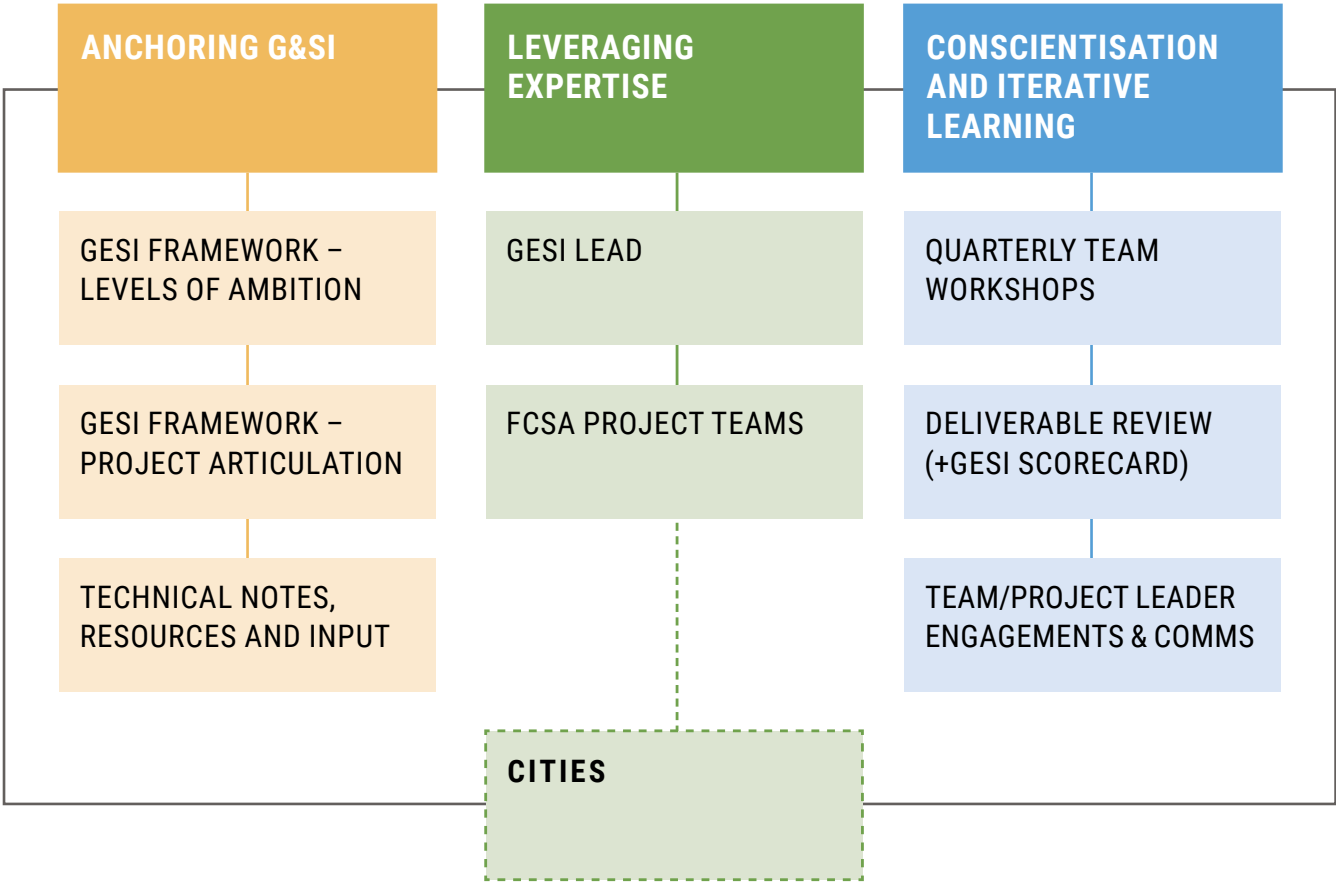 ANCHORING G&SI
GESI FRAMEWORK –
LEVELS OF AMBITION
GESI FRAMEWORK –
PROJECT ARTICULATION
TECHNICAL NOTES,
RESOURCES AND INPUT
LEVERAGING
EXPERTISE
GESI LEAD
FCSA PROJECT TEAMS
CITIES
CONSCIENTISATION
AND ITERATIVE
LEARNING
QUARTERLY TEAM
WORKSHOPS
DELIVERABLE REVIEW
(+GESI SCORECARD)
TEAM/PROJECT LEADER
ENGAGEMENTS & COMMS